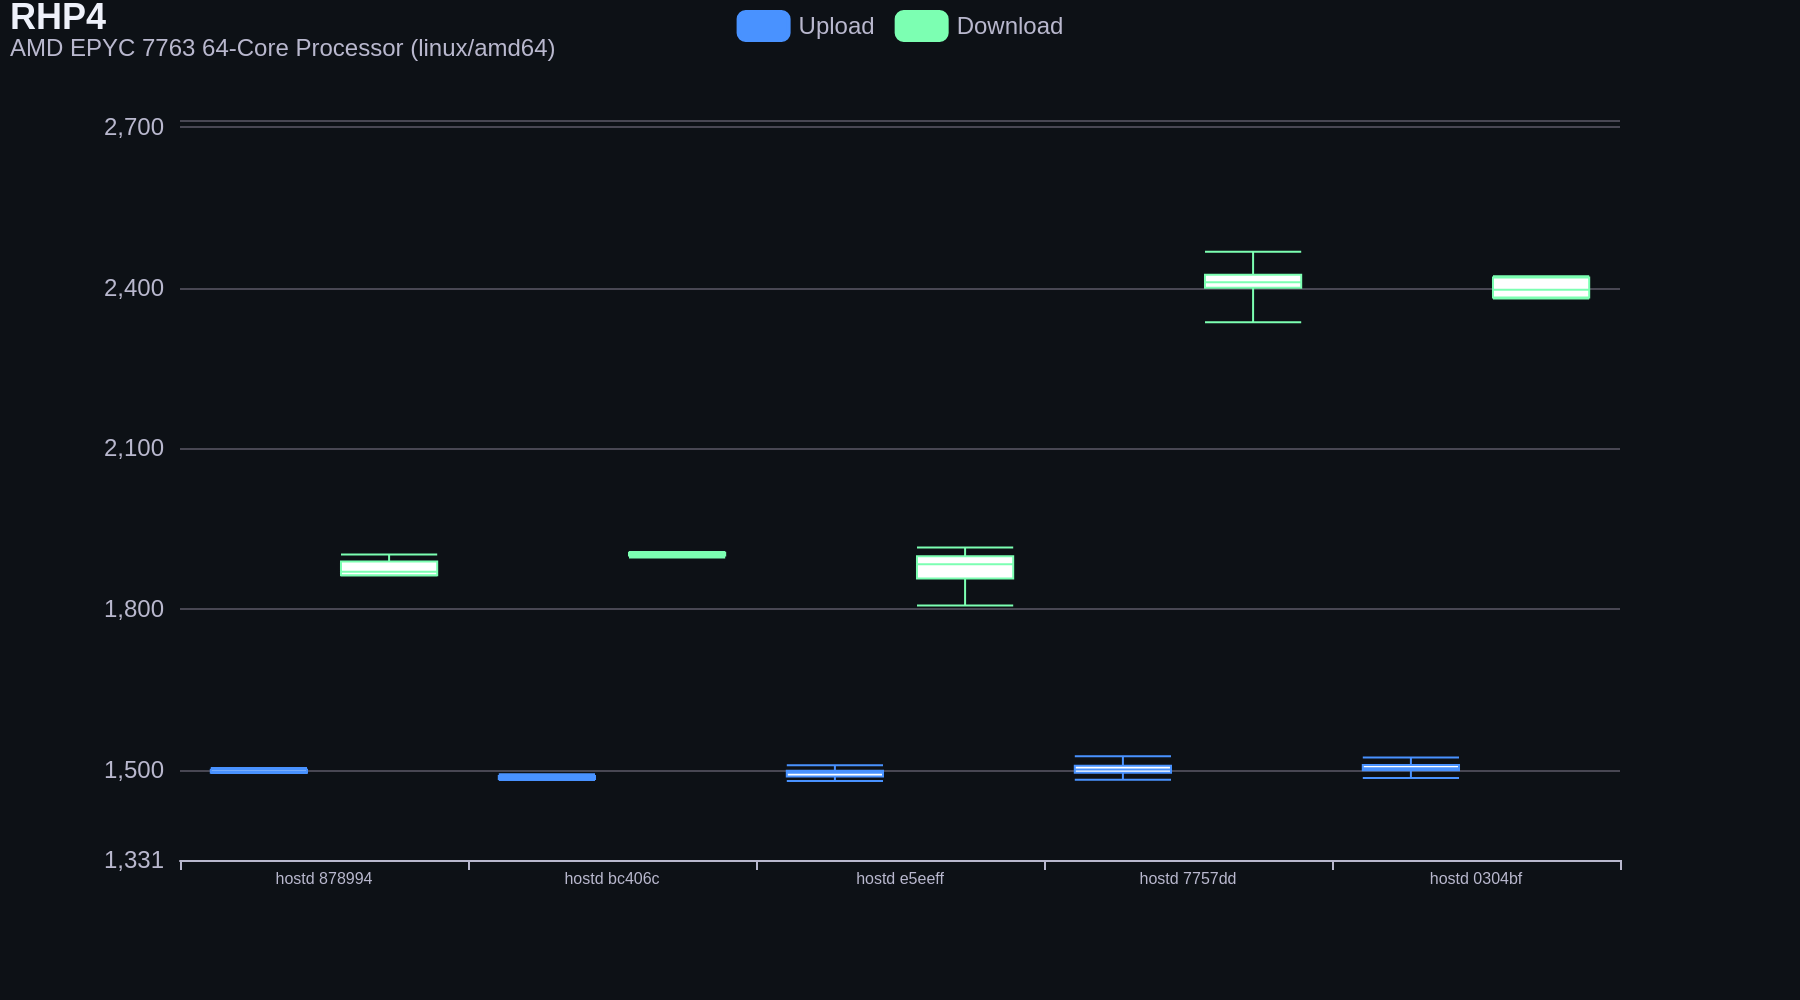 RHP4
AMD EPYC 7763 64-Core Processor (linux/amd64)
Upload
Download
2,700
2,400
2,100
1,800
1,500
1,331
hostd 878994
hostd bc406c
hostd e5eeff
hostd 7757dd
hostd 0304bf